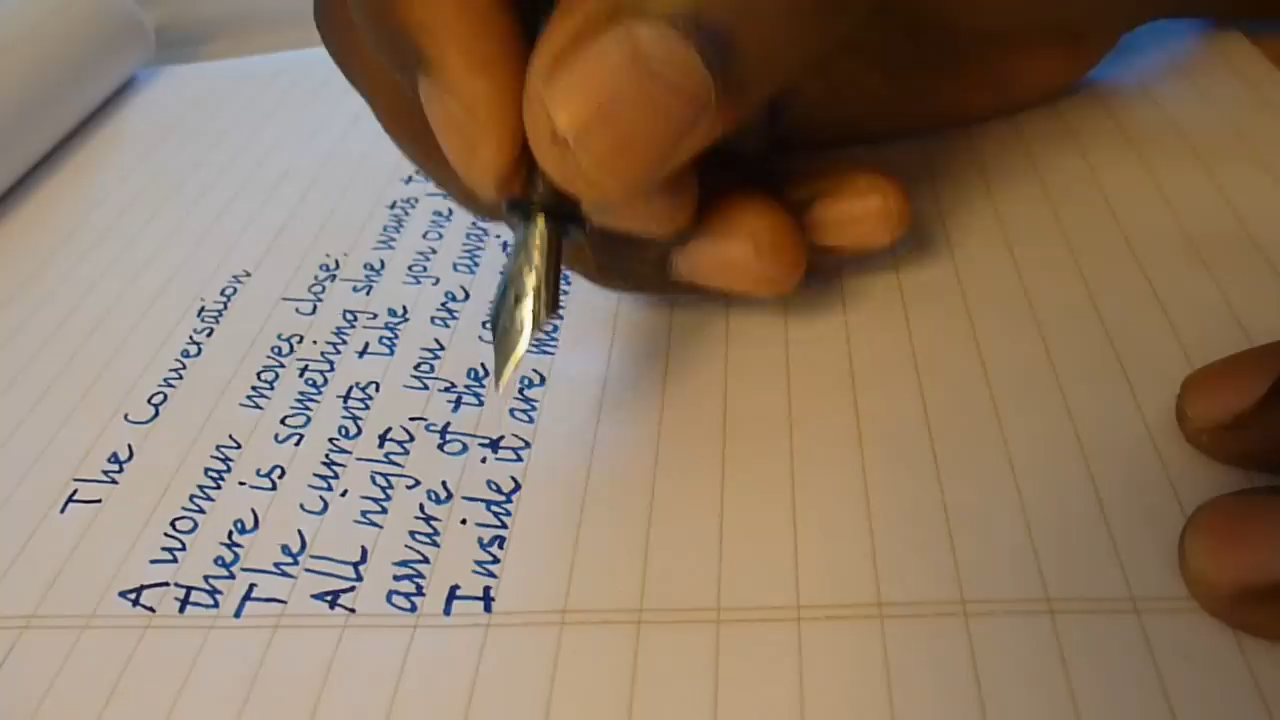 The Conversation
A woman moves close:
there is something she wants to
The currents take you one
All night, you are aware
aware of the
Inside it are